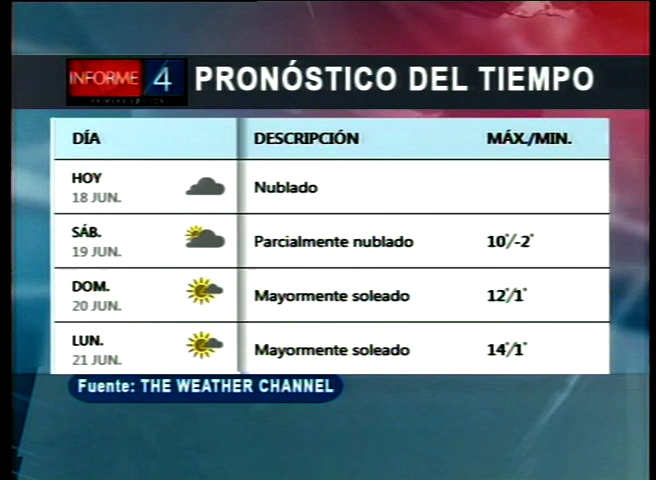 INFORME 4
PRIMERA EDICIÓN
PRONÓSTICO DEL TIEMPO
DÍA DESCRIPCIÓN MÁX./MIN.
HOY
18 JUN.
Nublado
SÁB.
19 JUN.
Parcialmente nublado 10°/-2°
DOM.
20 JUN.
Mayormente soleado 12°/1°
LUN.
21 JUN.
Mayormente soleado 14°/1°
Fuente: THE WEATHER CHANNEL